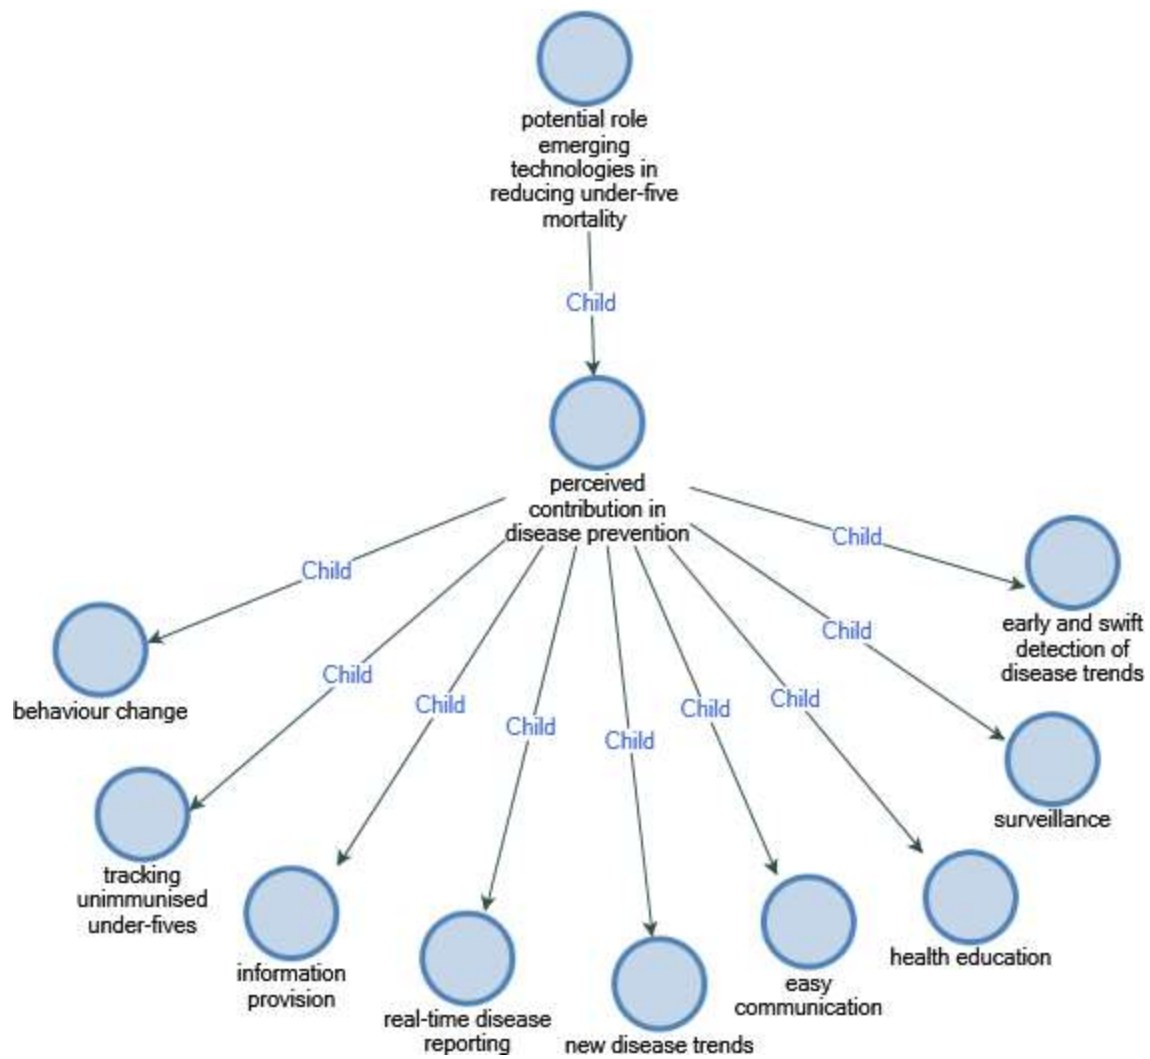 potential role
emerging
technologies in
reducing under-five
mortality
Child
perceived
contribution in
disease prevention
Child
Child
Child
Child
Child
Child
Child
Child
Child
behaviour change
tracking
unimmunised
under-fives
information
provision
real-time disease
reporting
new disease trends
easy
communication
health education
surveillance
early and swift
detection of
disease trends